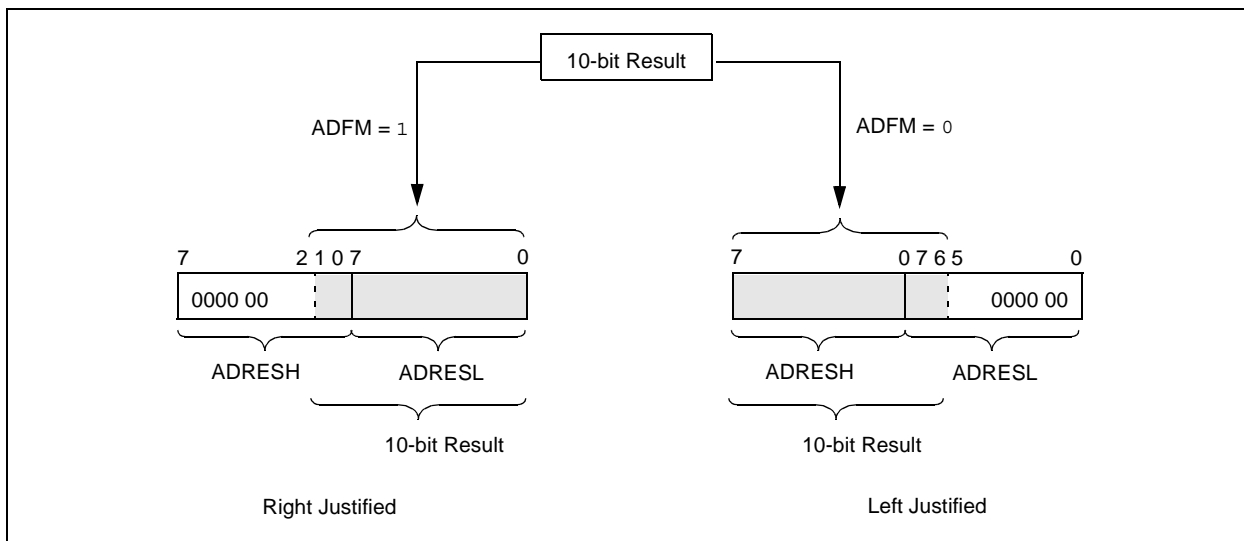 10-bit Result
ADFM = 1
ADFM = 0
7 2 1 0 7 0
7 0 7 6 5 0
0000 00
0000 00
ADRESH ADRESL
ADRESH ADRESL
10-bit Result
10-bit Result
Right Justified
Left Justified